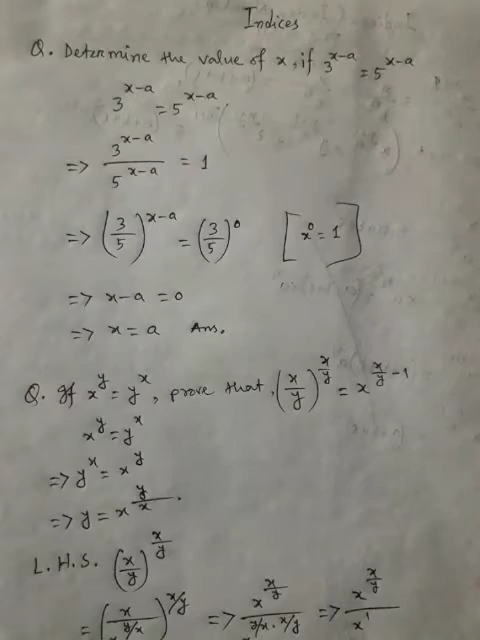 Indices
Q. Determine the value of x, if 3^{x-a} = 5^{x-a}
3^{x-a} = 5^{x-a}
=> 3^{x-a} / 5^{x-a} = 1
=> (3/5)^{x-a} = (3/5)^0 [x^0 = 1]
=> x-a = 0
=> x = a Ans.
Q. If x^y = y^x, prove that, (x/y)^{x/y} = x^{x/y - 1}
x^y = y^x
=> y^x = x^y
=> y = x^{y/x}.
L.H.S. (x/y)^{x/y}
= (x / x^{y/x})^{x/y} => x^{x/y} / x^{y/x · x/y} => x^{x/y} / x^1